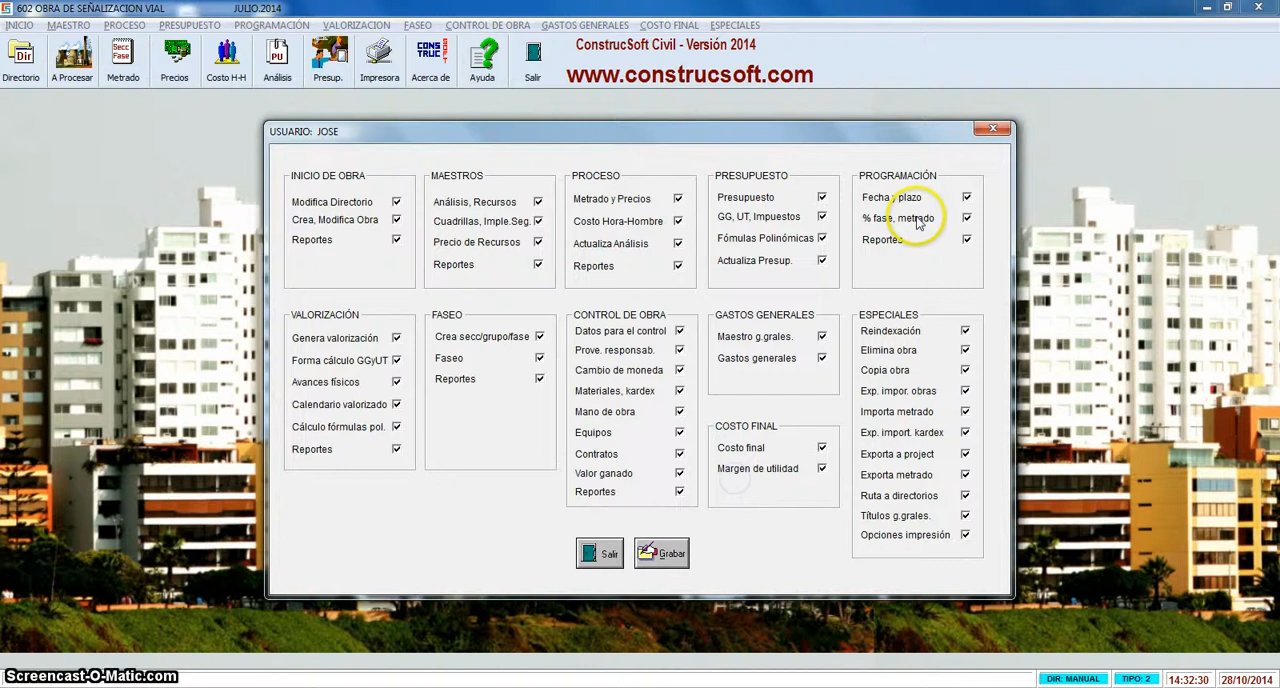 602 OBRA DE SEÑALIZACION VIAL JULIO.2014
INICIO MAESTRO PROCESO PRESUPUESTO PROGRAMACIÓN VALORIZACIÓN FASEO CONTROL DE OBRA GASTOS GENERALES COSTO FINAL ESPECIALES
Dir
Secc
Fase
PU
CONS
TRUC
SOFT
Directorio A Procesar Metrado Precios Costo H-H Análisis Presup. Impresora Acerca de Ayuda Salir
ConstrucSoft Civil - Versión 2014
www.construcsoft.com
USUARIO: JOSE
INICIO DE OBRA
Modifica Directorio
Crea, Modifica Obra
Reportes
MAESTROS
Análisis, Recursos
Cuadrillas, Imple.Seg.
Precio de Recursos
Reportes
PROCESO
Metrado y Precios
Costo Hora-Hombre
Actualiza Análisis
Reportes
PRESUPUESTO
Presupuesto
GG, UT, Impuestos
Fómulas Polinómicas
Actualiza Presup.
PROGRAMACIÓN
Fecha y plazo
% fase, metrado
Reportes
VALORIZACIÓN
Genera valorización
Forma cálculo GGyUT
Avances físicos
Calendario valorizado
Cálculo fórmulas pol.
Reportes
FASEO
Crea secc/grupo/fase
Faseo
Reportes
CONTROL DE OBRA
Datos para el control
Prove. responsab.
Cambio de moneda
Materiales, kardex
Mano de obra
Equipos
Contratos
Valor ganado
Reportes
GASTOS GENERALES
Maestro g.grales.
Gastos generales
COSTO FINAL
Costo final
Margen de utilidad
ESPECIALES
Reindexación
Elimina obra
Copia obra
Exp. impor. obras
Importa metrado
Exp. import. kardex
Exporta a project
Exporta metrado
Ruta a directorios
Títulos g.grales.
Opciones impresión
Salir Grabar
Screencast-O-Matic.com
DIR: MANUAL TIPO: 2 14:32:30 28/10/2014